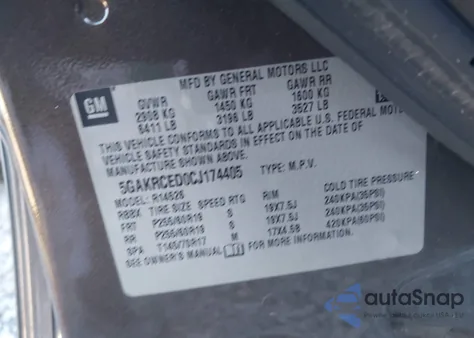 MFD BY GENERAL MOTORS LLC
GM GVWR GAWR FRT GAWR RR
2908 KG 1450 KG 1600 KG
6411 LB 3196 LB 3527 LB
THIS VEHICLE CONFORMS TO ALL APPLICABLE U.S. FEDERAL MOTOR
VEHICLE SAFETY STANDARDS IN EFFECT ON THE DATE OF
MANUFACTURE SHOWN ABOVE.
5GAKRCED0CJ174405 TYPE: M.P.V.
MODEL: R14526
RBBX TIRE SIZE SPEED RIM COLD TIRE PRESSURE
FRT P255/60R19 S 19X7.5J 240KPA(35PSI)
RR P255/60R19 S 19X7.5J 240KPA(35PSI)
SPA T145/70R17 M 17X4.5B 420KPA(60PSI)
SEE OWNER'S MANUAL FOR MORE INFORMATION.
autoSnap